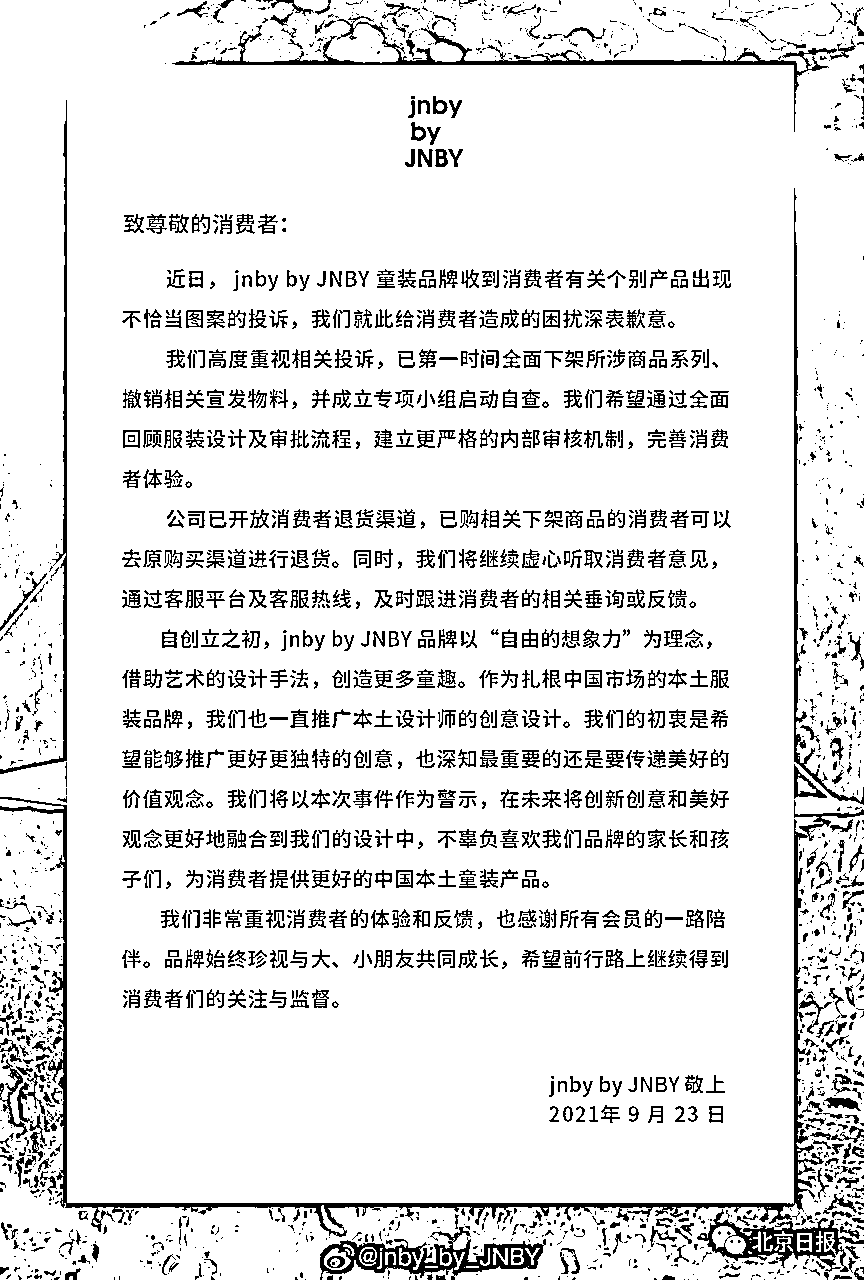 jnby
by
JNBY
致尊敬的消费者：
近日，jnby by JNBY 童装品牌收到消费者有关个别产品出现
不恰当图案的投诉，我们就此给消费者造成的困扰深表歉意。
我们高度重视相关投诉，已第一时间全面下架所涉商品系列、
撤销相关宣发物料，并成立专项小组启动自查。我们希望通过全面
回顾服装设计及审批流程，建立更严格的内部审核机制，完善消费
者体验。
公司已开放消费者退货渠道，已购相关下架商品的消费者可以
去原购买渠道进行退货。同时，我们将继续虚心听取消费者意见，
通过客服平台及客服热线，及时跟进消费者的相关垂询或反馈。
自创立之初，jnby by JNBY 品牌以“自由的想象力”为理念，
借助艺术的设计手法，创造更多童趣。作为扎根中国市场的本土服
装品牌，我们也一直推广本土设计师的创意设计。我们的初衷是希
望能够推广更好更独特的创意，也深知最重要的还是要传递美好的
价值观念。我们将以本次事件作为警示，在未来将创新创意和美好
观念更好地融合到我们的设计中，不辜负喜欢我们品牌的家长和孩
子们，为消费者提供更好的中国本土童装产品。
我们非常重视消费者的体验和反馈，也感谢所有会员的一路陪
伴。品牌始终珍视与大、小朋友共同成长，希望前行路上继续得到
消费者们的关注与监督。
jnby by JNBY 敬上
2021年 9 月 23 日
北京日报
@jnby_by_JNBY